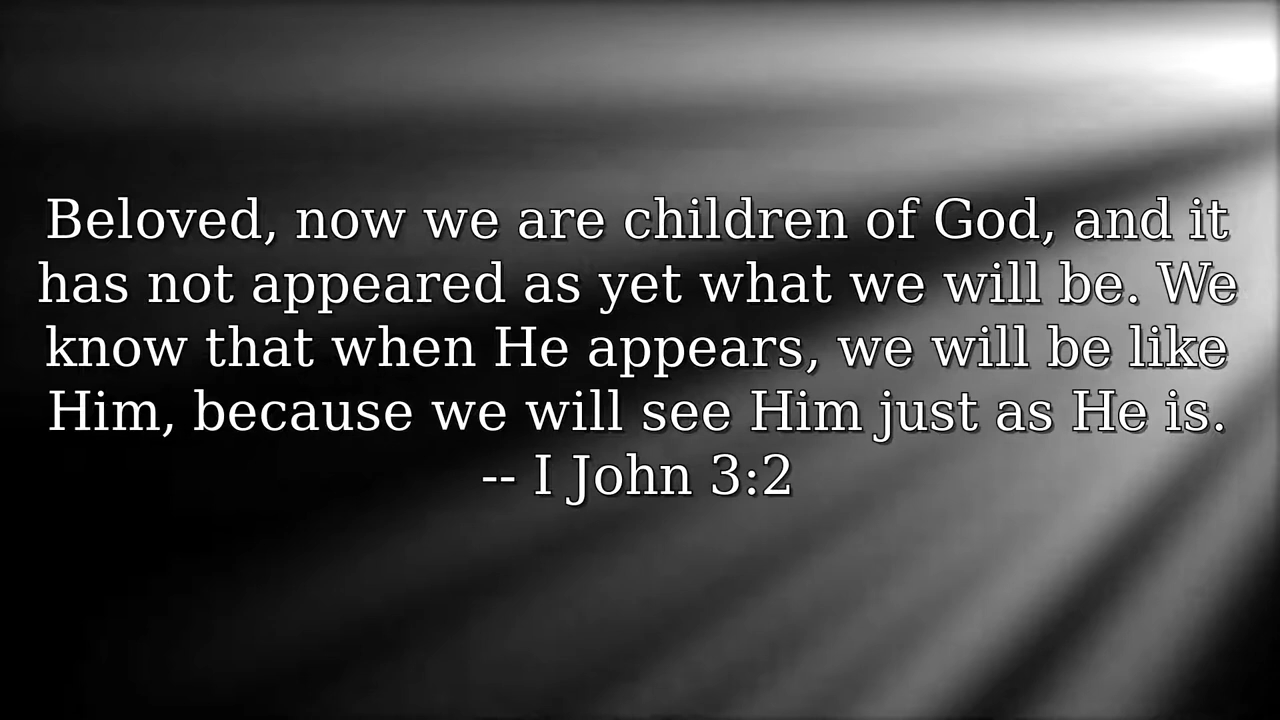 Beloved, now we are children of God, and it
has not appeared as yet what we will be. We
know that when He appears, we will be like
Him, because we will see Him just as He is.
-- I John 3:2